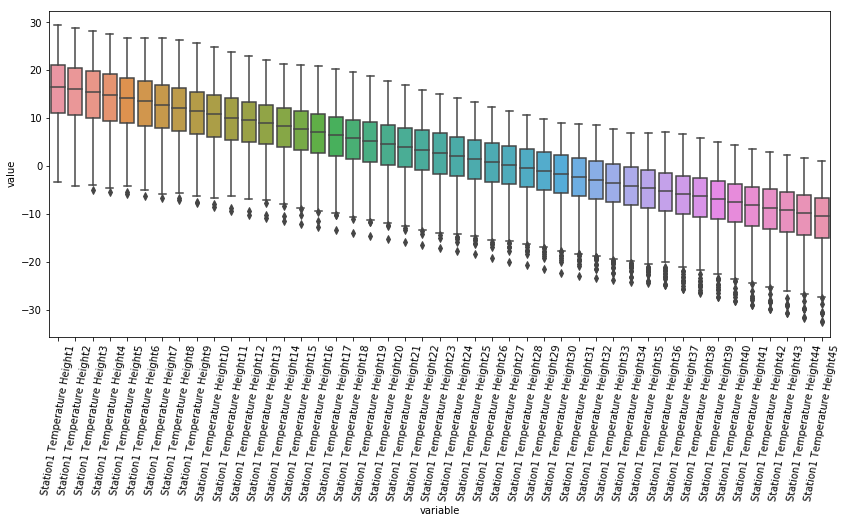 value
30
20
10
0
−10
−20
−30
Station1 Temperature Height1
Station1 Temperature Height2
Station1 Temperature Height3
Station1 Temperature Height4
Station1 Temperature Height5
Station1 Temperature Height6
Station1 Temperature Height7
Station1 Temperature Height8
Station1 Temperature Height9
Station1 Temperature Height10
Station1 Temperature Height11
Station1 Temperature Height12
Station1 Temperature Height13
Station1 Temperature Height14
Station1 Temperature Height15
Station1 Temperature Height16
Station1 Temperature Height17
Station1 Temperature Height18
Station1 Temperature Height19
Station1 Temperature Height20
Station1 Temperature Height21
Station1 Temperature Height22
Station1 Temperature Height23
Station1 Temperature Height24
Station1 Temperature Height25
Station1 Temperature Height26
Station1 Temperature Height27
Station1 Temperature Height28
Station1 Temperature Height29
Station1 Temperature Height30
Station1 Temperature Height31
Station1 Temperature Height32
Station1 Temperature Height33
Station1 Temperature Height34
Station1 Temperature Height35
Station1 Temperature Height36
Station1 Temperature Height37
Station1 Temperature Height38
Station1 Temperature Height39
Station1 Temperature Height40
Station1 Temperature Height41
Station1 Temperature Height42
Station1 Temperature Height43
Station1 Temperature Height44
Station1 Temperature Height45
variable